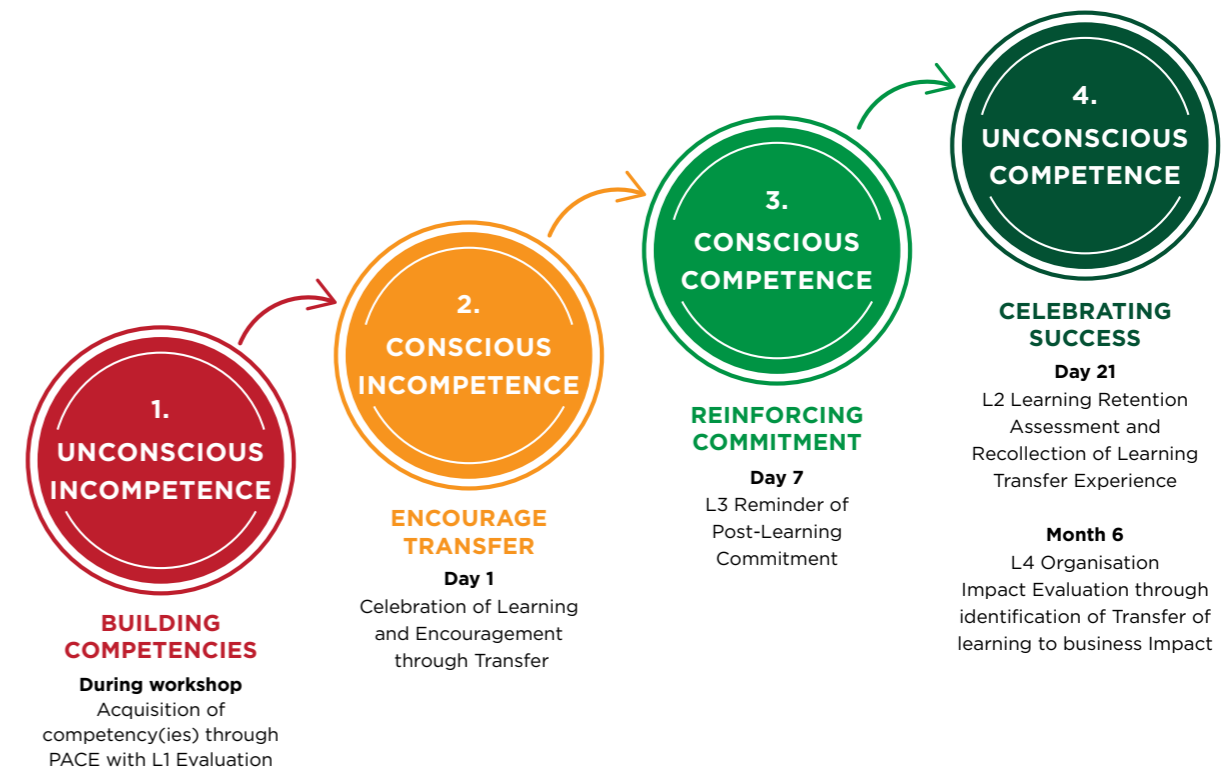 1.
UNCONSCIOUS
INCOMPETENCE
BUILDING
COMPETENCIES
During workshop
Acquisition of
competency(ies) through
PACE with L1 Evaluation
2.
CONSCIOUS
INCOMPETENCE
ENCOURAGE
TRANSFER
Day 1
Celebration of Learning
and Encouragement
through Transfer
3.
CONSCIOUS
COMPETENCE
REINFORCING
COMMITMENT
Day 7
L3 Reminder of
Post-Learning
Commitment
4.
UNCONSCIOUS
COMPETENCE
CELEBRATING
SUCCESS
Day 21
L2 Learning Retention
Assessment and
Recollection of Learning
Transfer Experience
Month 6
L4 Organisation
Impact Evaluation through
identification of Transfer of
learning to business Impact